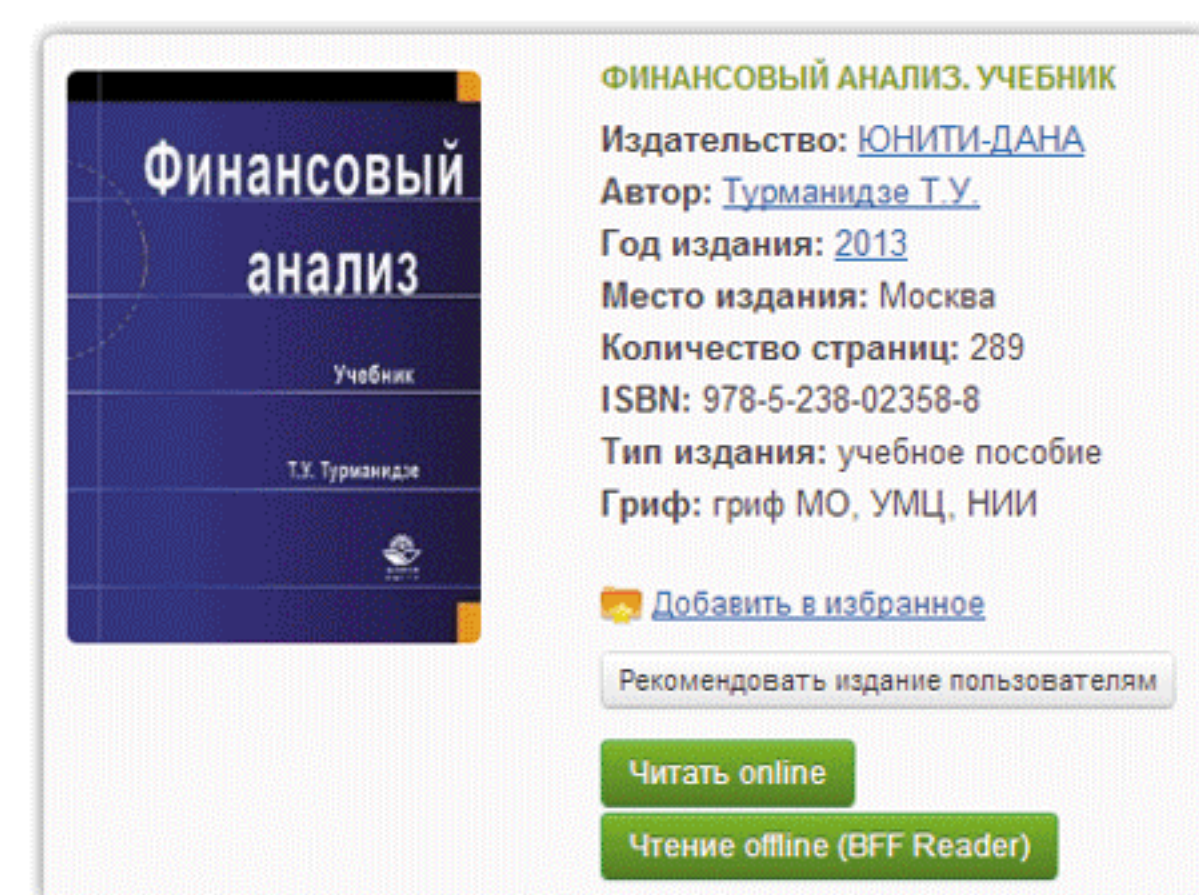 Финансовый
анализ
Учебник
Т.У. Турманидзе
ФИНАНСОВЫЙ АНАЛИЗ. УЧЕБНИК
Издательство: ЮНИТИ-ДАНА
Автор: Турманидзе Т.У.
Год издания: 2013
Место издания: Москва
Количество страниц: 289
ISBN: 978-5-238-02358-8
Тип издания: учебное пособие
Гриф: гриф МО, УМЦ, НИИ
Добавить в избранное
Рекомендовать издание пользователям
Читать online
Чтение offline (BFF Reader)